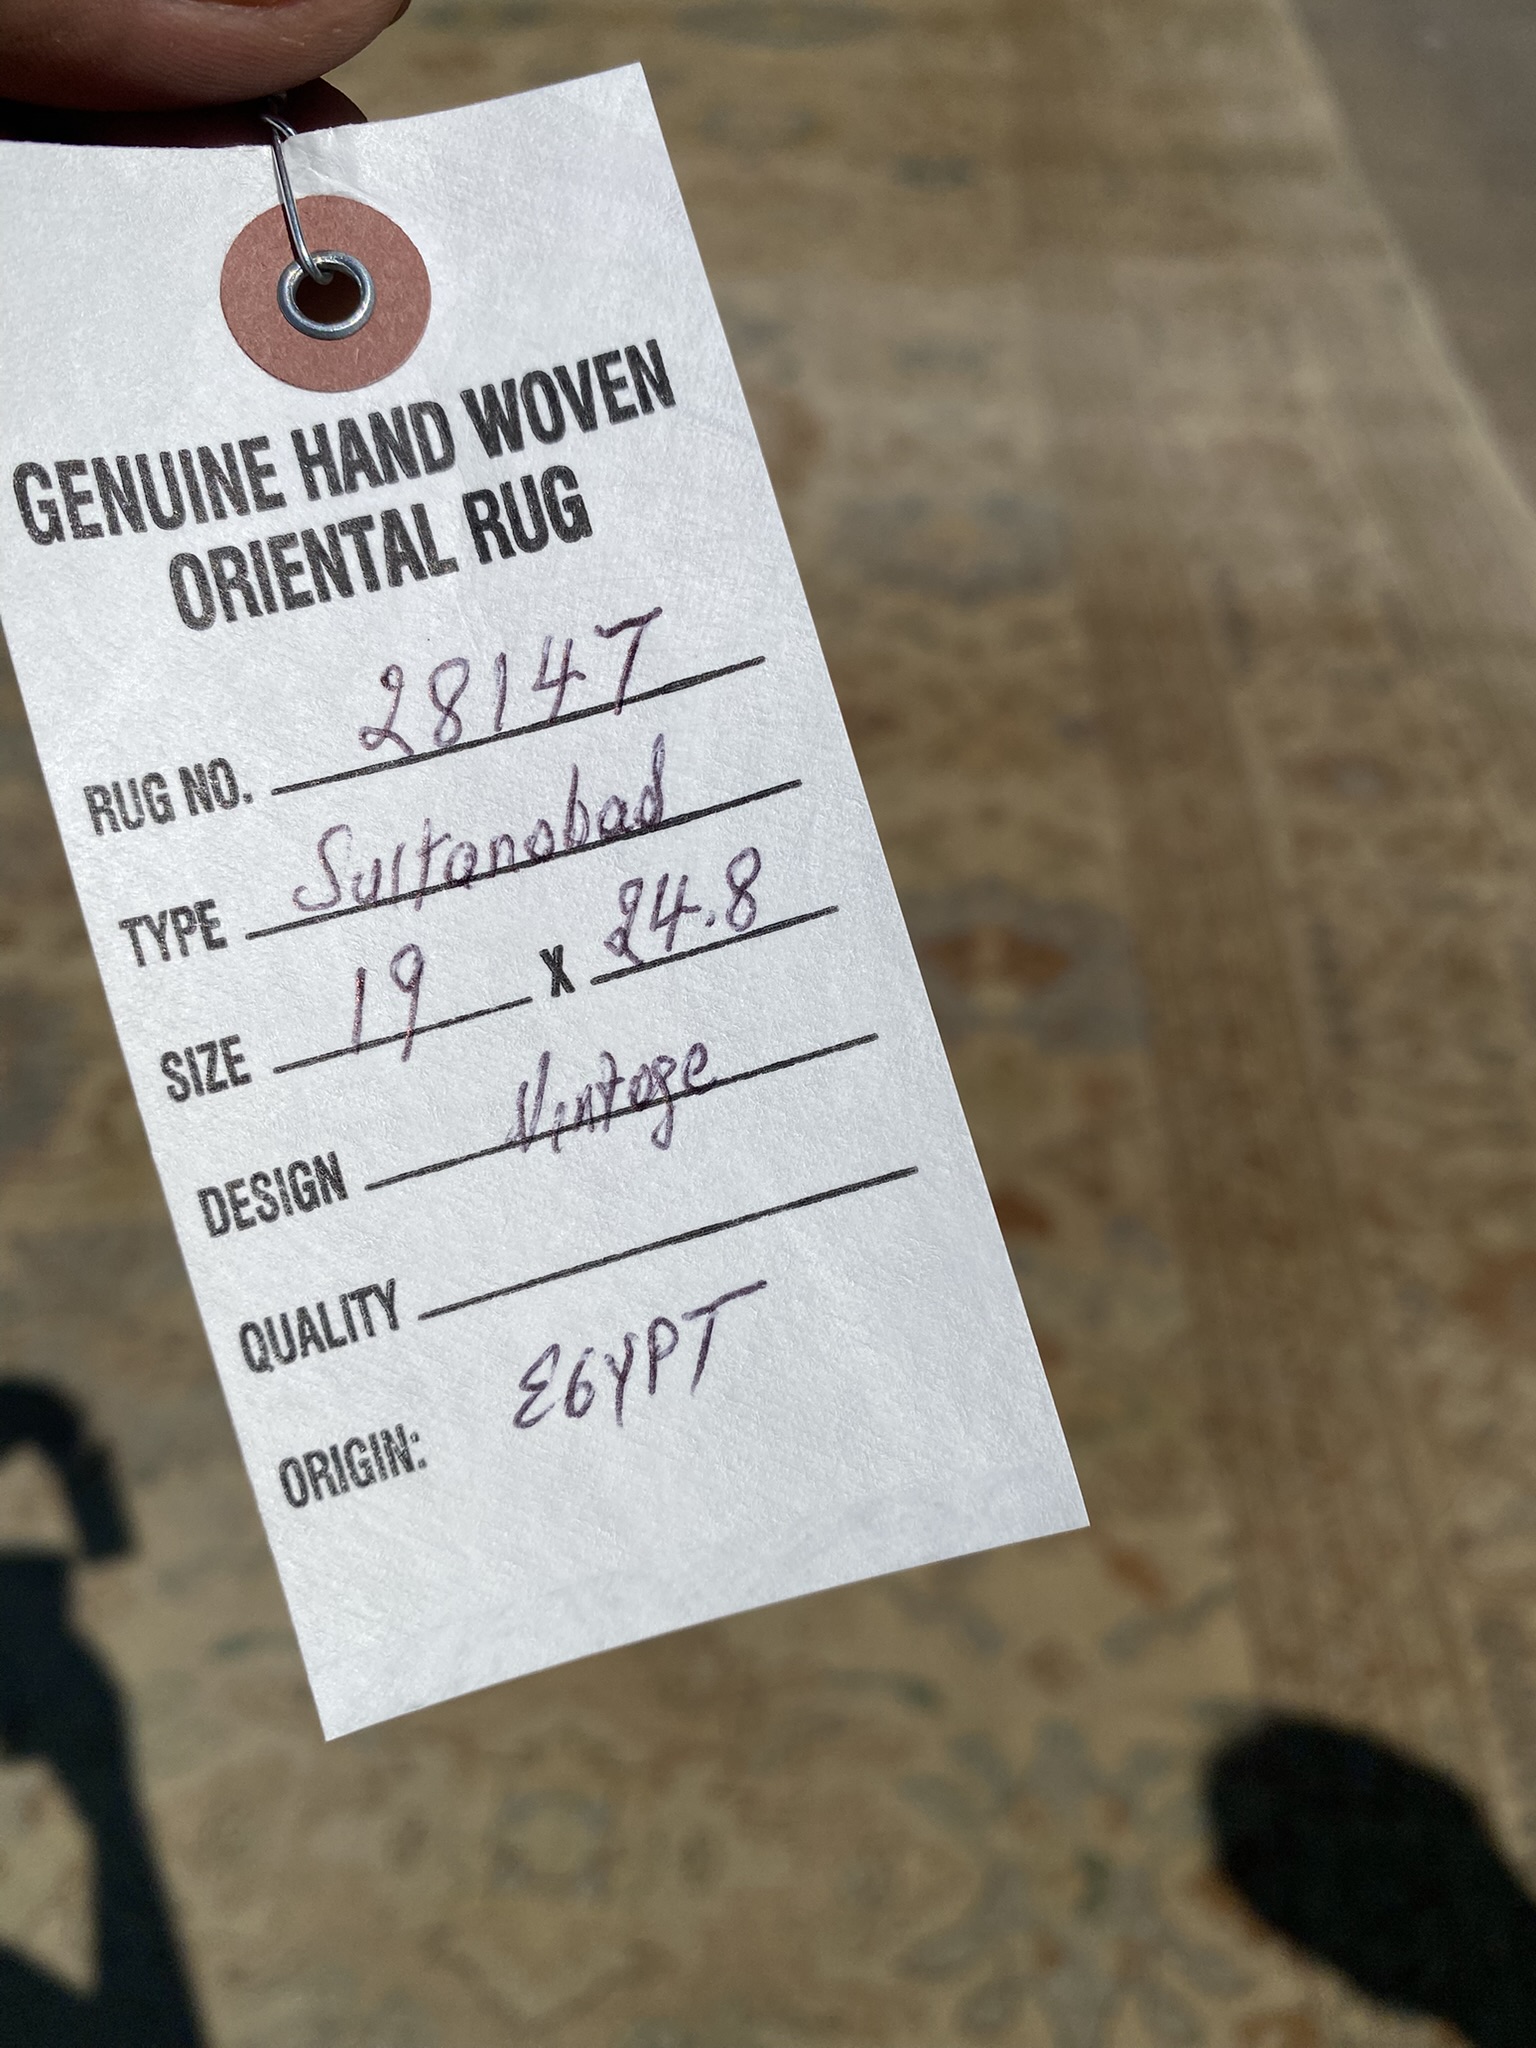 GENUINE HAND WOVEN
ORIENTAL RUG
RUG NO. 28147
TYPE Sultanabad
SIZE 19 X 24.8
DESIGN Vintage
QUALITY
ORIGIN: EGYPT